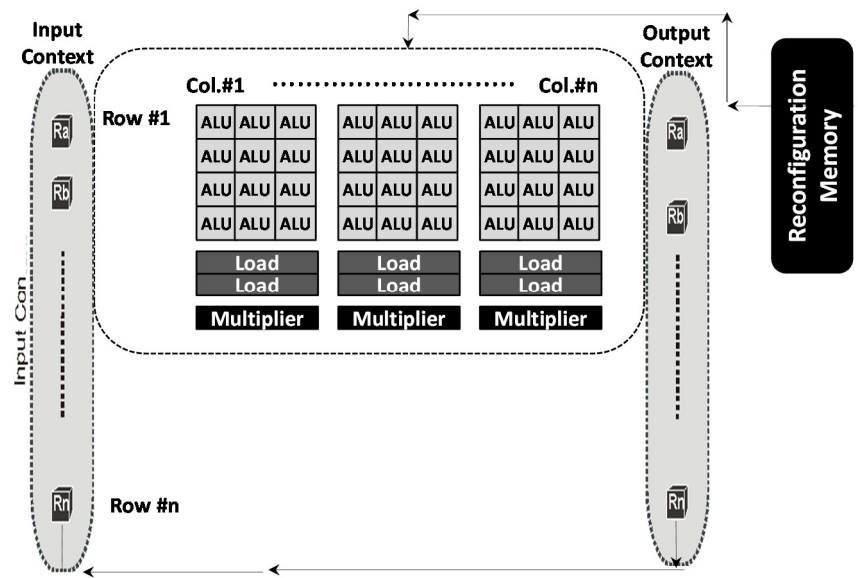 Input
Context
Output
Context
Col.#1
Col.#n
Row #1
ALU ALU ALU ALU ALU ALU ALU ALU ALU
ALU ALU ALU ALU ALU ALU ALU ALU ALU
ALU ALU ALU ALU ALU ALU ALU ALU ALU
ALU ALU ALU ALU ALU ALU ALU ALU ALU
Load Load Load
Load Load Load
Multiplier Multiplier Multiplier
Ra
Rb
Rn
Input Con
Row #n
Ra
Rb
Rn
Reconfiguration
Memory